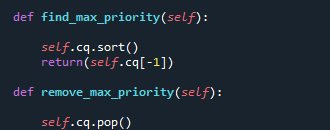 def find_max_priority(self):
self.cq.sort()
return(self.cq[-1])
def remove_max_priority(self):
self.cq.pop()